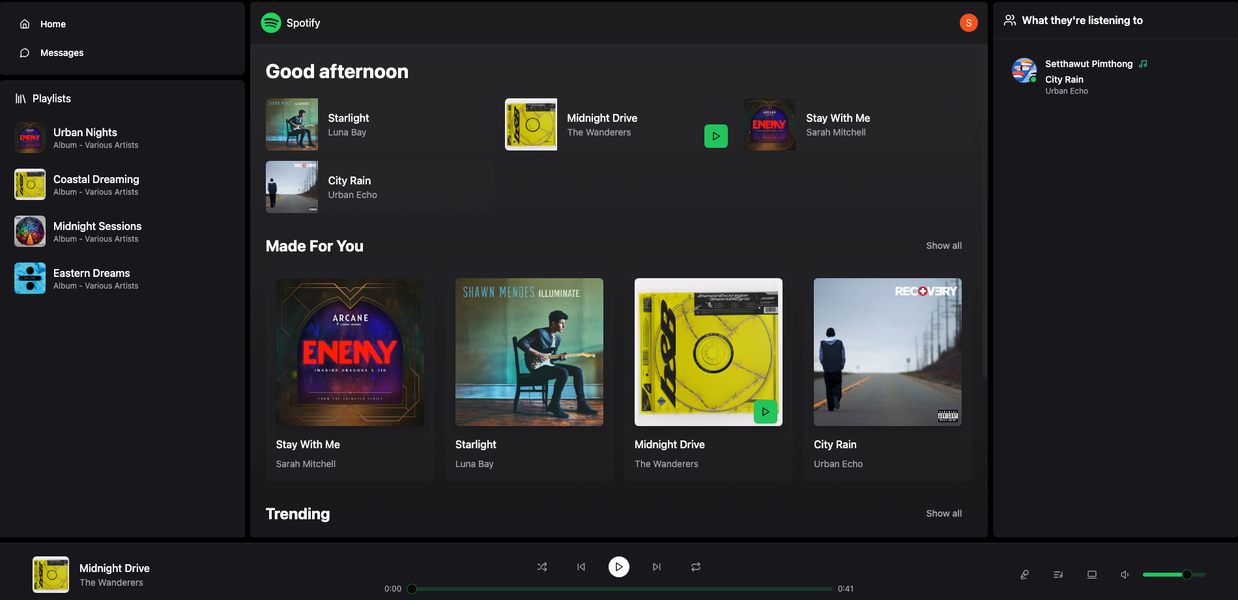 Home
Messages
Playlists
Urban Nights
Album - Various Artists
Coastal Dreaming
Album - Various Artists
Midnight Sessions
Album - Various Artists
Eastern Dreams
Album - Various Artists
Spotify
S
Good afternoon
Starlight
Luna Bay
Midnight Drive
The Wanderers
Stay With Me
Sarah Mitchell
City Rain
Urban Echo
Made For You
Show all
ARCANE
ENEMY
IMAGINE DRAGONS X JID
FROM THE ANIMATED SERIES
Stay With Me
Sarah Mitchell
SHAWN MENDES ILLUMINATE
Starlight
Luna Bay
Midnight Drive
The Wanderers
RECOVERY
City Rain
Urban Echo
Trending
Show all
What they're listening to
Setthawut Pimthong
City Rain
Urban Echo
Midnight Drive
The Wanderers
0:00
0:41